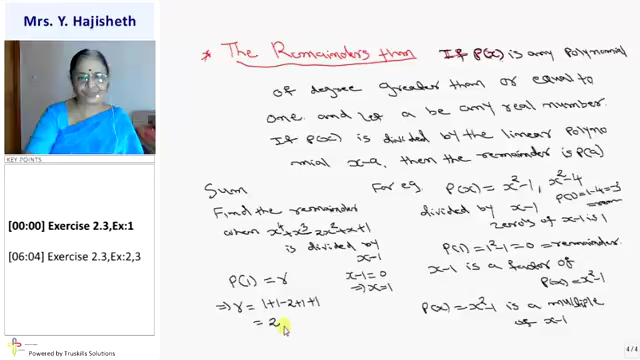 Mrs. Y. Hajisheth
KEY POINTS
[00:00] Exercise 2.3,Ex:1
[06:04] Exercise 2.3,Ex:2,3
Powered by Truskills Solutions
* The Remainders thm If P(x) is any Polynomial
of degree greater than or equal to
one and let a be any real number.
If P(x) is divided by the linear Polyno
mial x-a, then the remainder is P(a)
Sum
Find the remainder
when x⁴+x³-2x²+x+1
is divided by
x-1
P(1) = r
x-1=0
⇒ x=1
⇒ r = 1+1-2+1+1
= 2
For eg. P(x) = x²-1, x²-4
P(1)=1-4=-3
divided by x-1
zero's of x-1 is 1
P(1) = 1²-1 = 0 = remainder.
x-1 is a factor of
P(x)=x²-1
P(x) = x²-1 is a multiple
of x-1
4/4